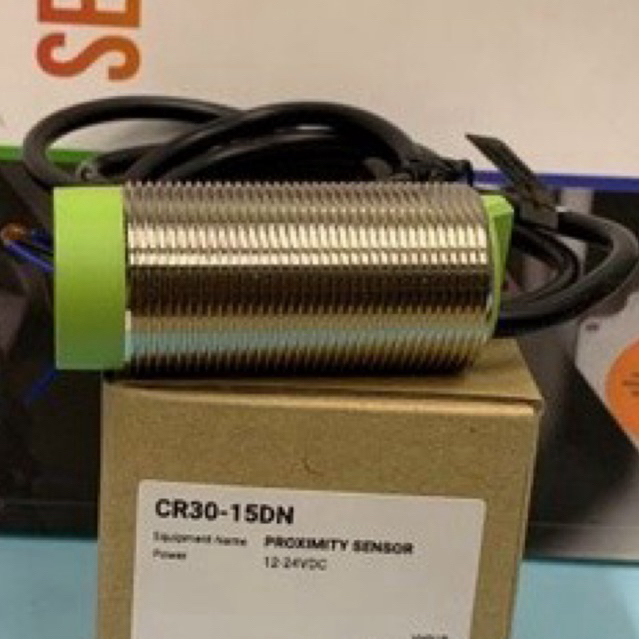 SE
CR30-15DN
Equipment Name PROXIMITY SENSOR
Power 12-24VDC